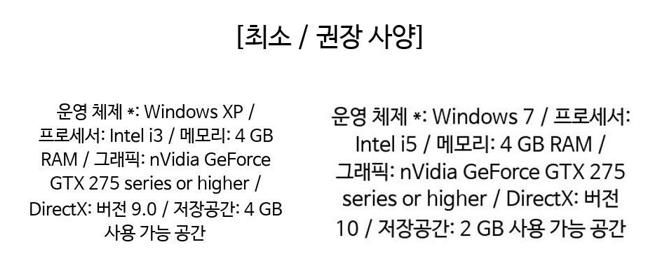 [최소 / 권장 사양]
운영 체제 *: Windows XP /
프로세서: Intel i3 / 메모리: 4 GB
RAM / 그래픽: nVidia GeForce
GTX 275 series or higher /
DirectX: 버전 9.0 / 저장공간: 4 GB
사용 가능 공간
운영 체제 *: Windows 7 / 프로세서:
Intel i5 / 메모리: 4 GB RAM /
그래픽: nVidia GeForce GTX 275
series or higher / DirectX: 버전
10 / 저장공간: 2 GB 사용 가능 공간